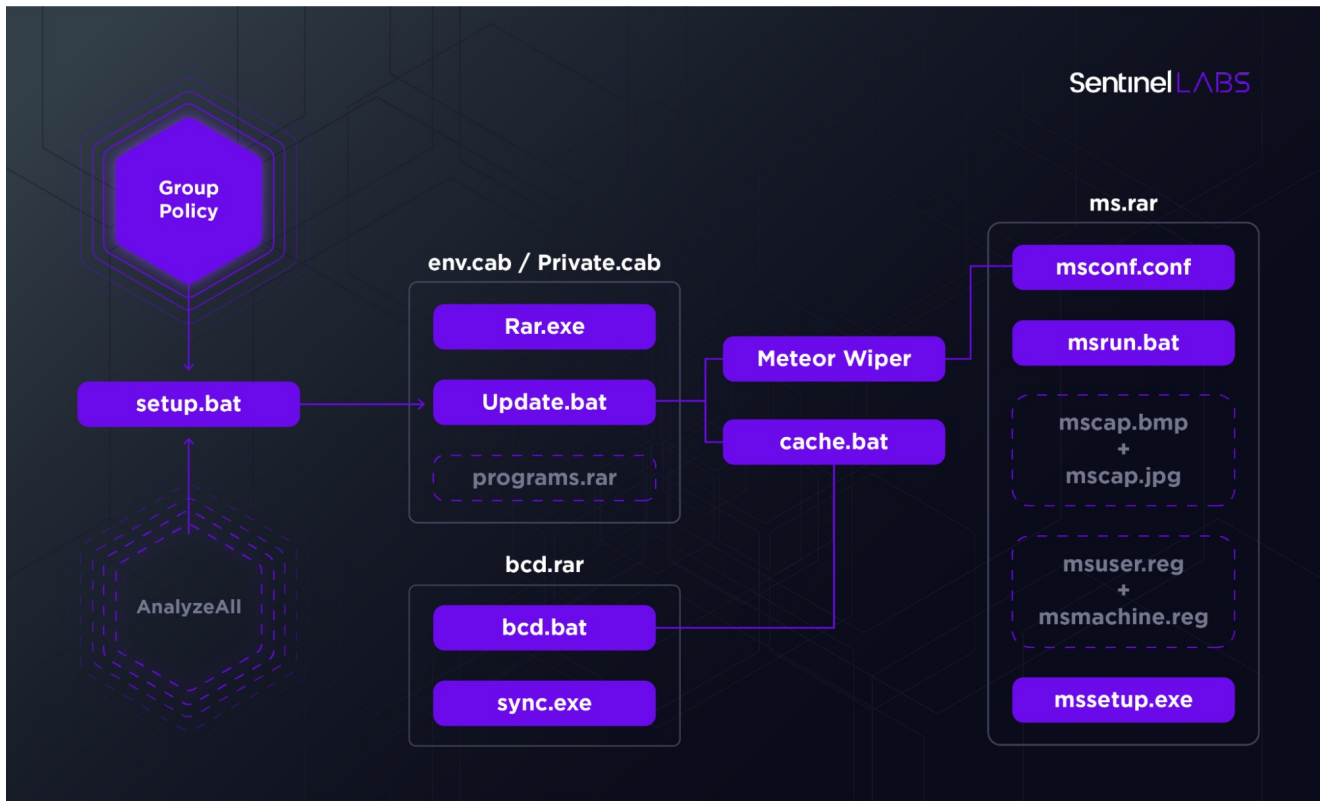 SentinelLABS
Group
Policy
setup.bat
AnalyzeAll
env.cab / Private.cab
Rar.exe
Update.bat
programs.rar
bcd.rar
bcd.bat
sync.exe
Meteor Wiper
cache.bat
ms.rar
msconf.conf
msrun.bat
mscap.bmp
+
mscap.jpg
msuser.reg
+
msmachine.reg
mssetup.exe